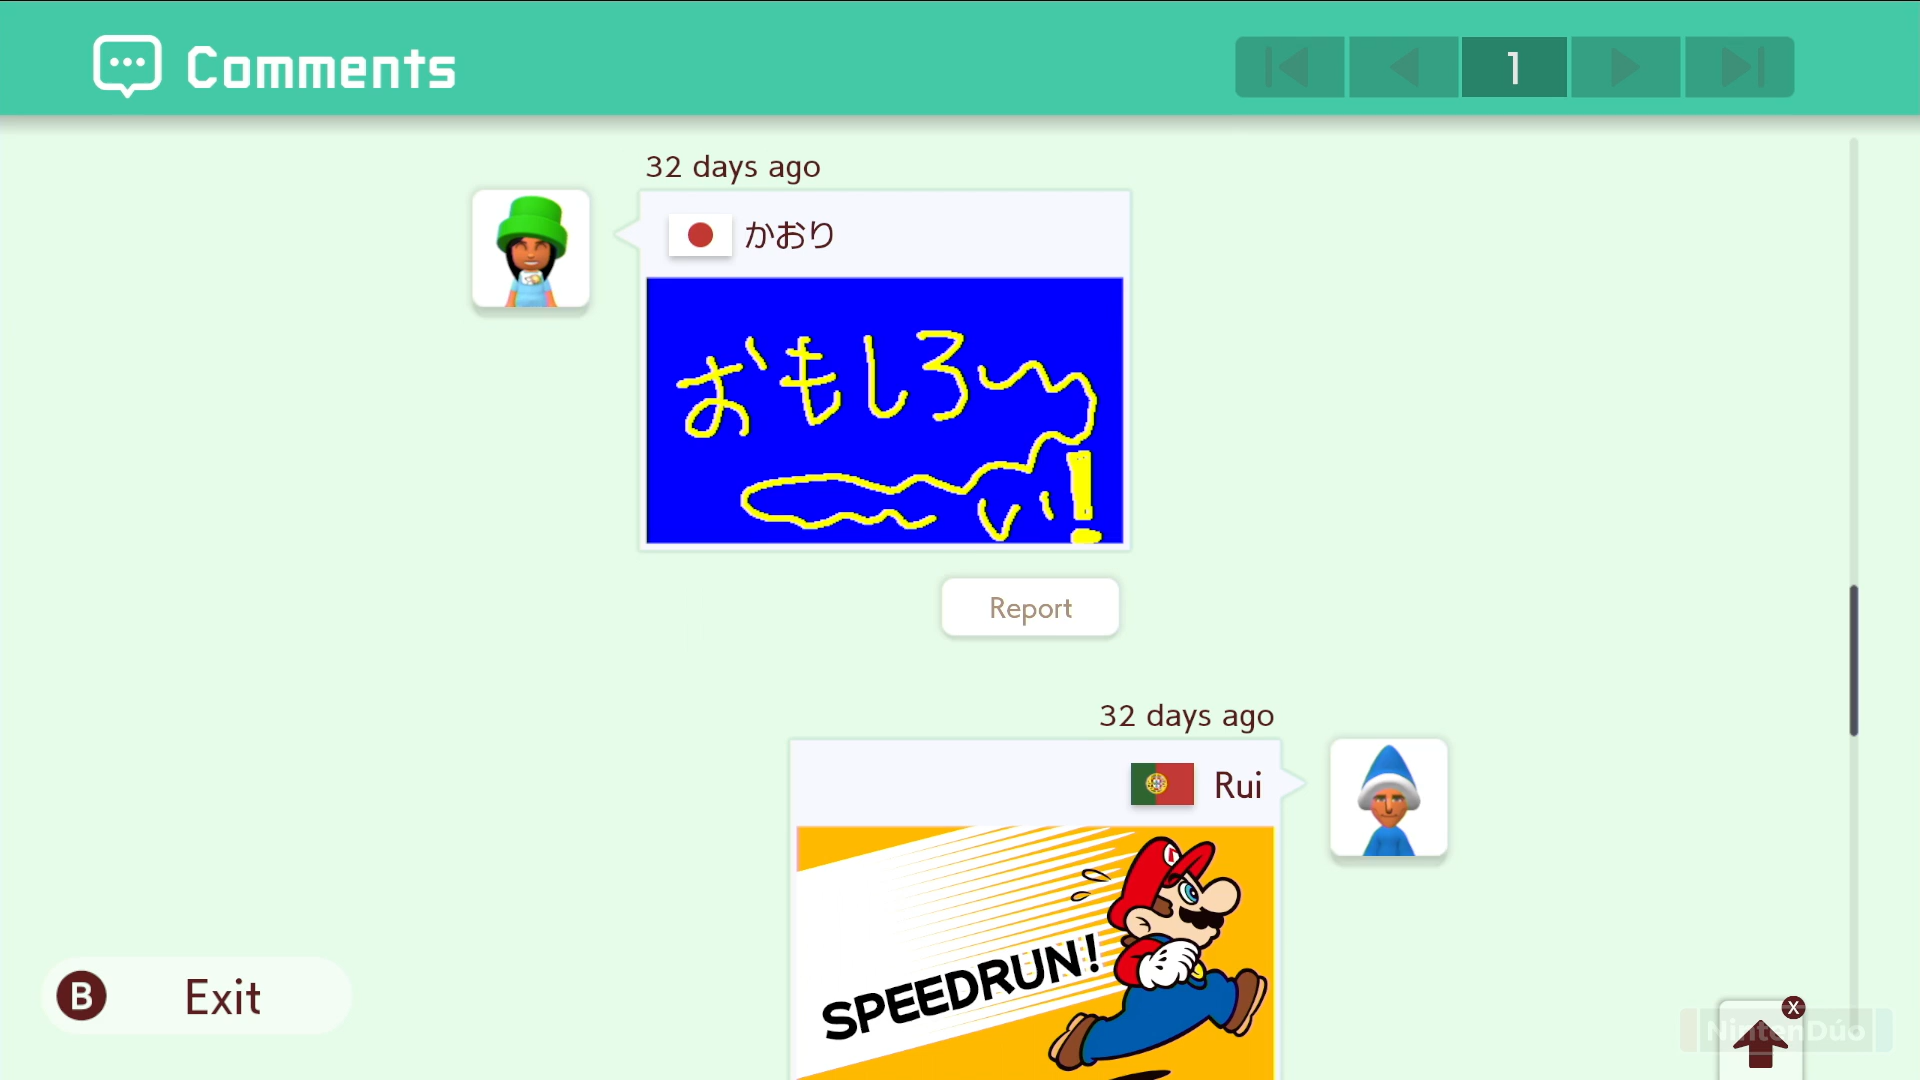 Comments
1
32 days ago
かおり
おもしろ〜
い!
Report
32 days ago
Rui
SPEEDRUN!
B Exit
X
NintenDúo